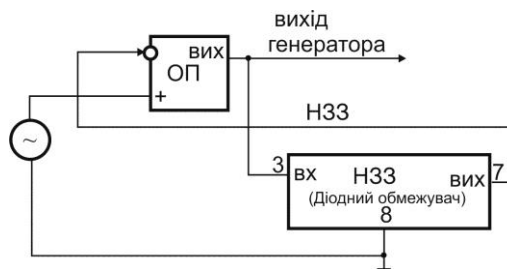 вихід
генератора
вих
ОП
+
НЗЗ
~
3
вх
НЗЗ
вих
7
(Діодний обмежувач)
8